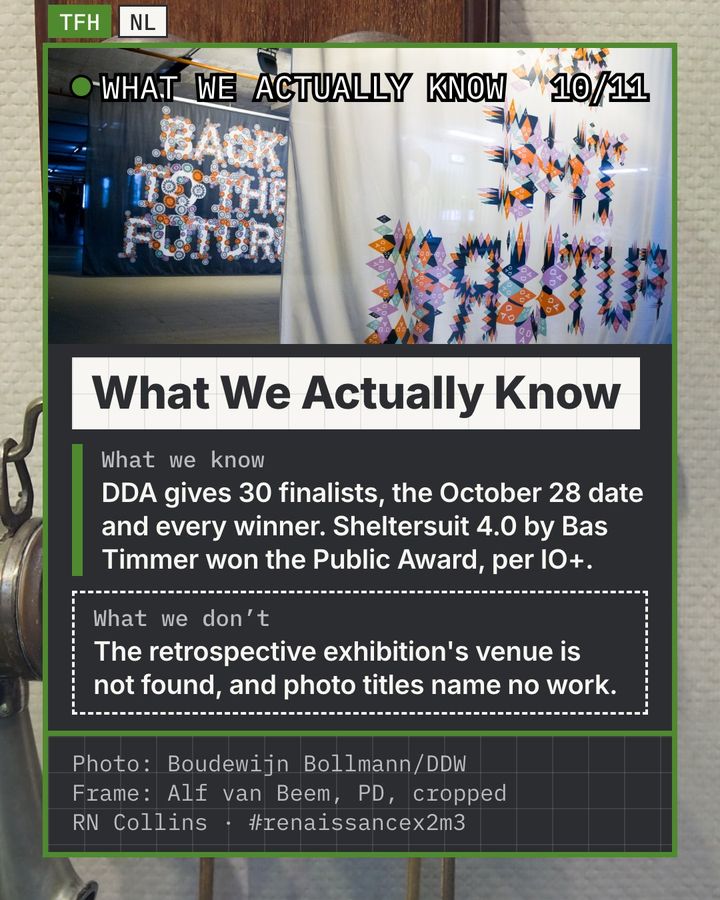 TFH NL
WHAT WE ACTUALLY KNOW 10/11
BACK
TO THE
FUTUR
What We Actually Know
What we know
DDA gives 30 finalists, the October 28 date
and every winner. Sheltersuit 4.0 by Bas
Timmer won the Public Award, per IO+.
What we don’t
The retrospective exhibition's venue is
not found, and photo titles name no work.
Photo: Boudewijn Bollmann/DDW
Frame: Alf van Beem, PD, cropped
RN Collins · #renaissancex2m3